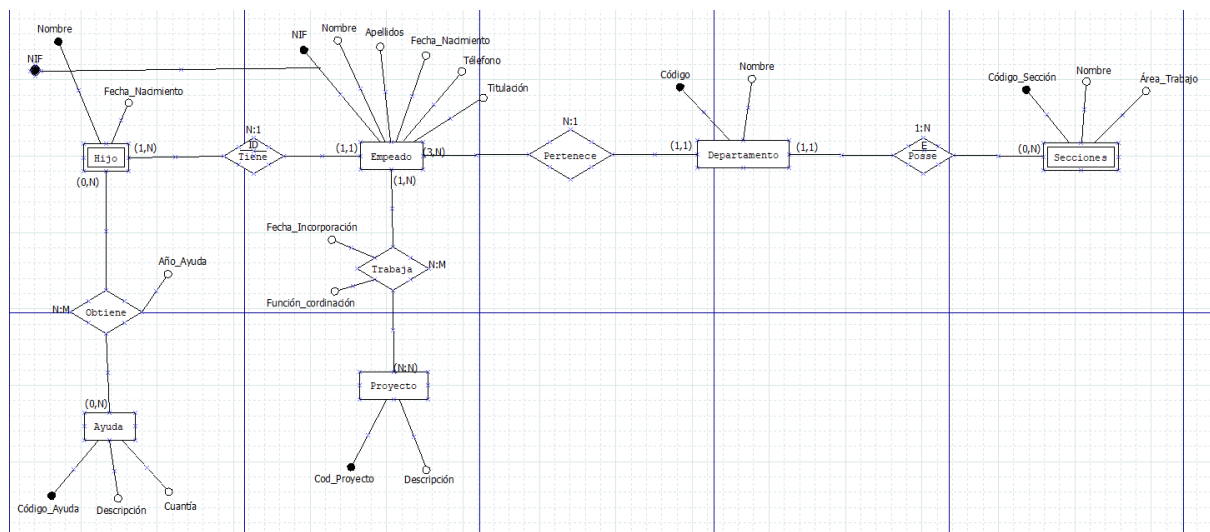 Nombre
NIF
Fecha_Nacimiento
NIF
Nombre
Apellidos
Fecha_Nacimiento
Télefono
Titulación
Código
Nombre
Código_Sección
Nombre
Área_Trabajo
Hijo
(1,N)
(0,N)
N:1
ID
Tiene
(1,1)
Empeado
(3,N)
(1,N)
N:1
Pertenece
(1,1)
Departamento
(1,1)
1:N
E
Posse
(0,N)
Secciones
Fecha_Incorporación
Trabaja
N:M
Función_cordinación
Año_Ayuda
N:M
Obtiene
(N:N)
Proyecto
(0,N)
Ayuda
Cod_Proyecto
Descripción
Código_Ayuda
Descripción
Cuantía